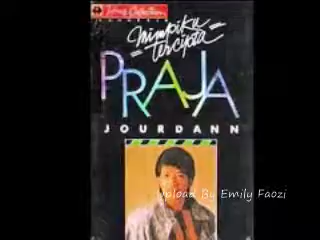 Mimpiku
Tercipta
PRAJA
JOURDANN
Upload By Emily Faozi